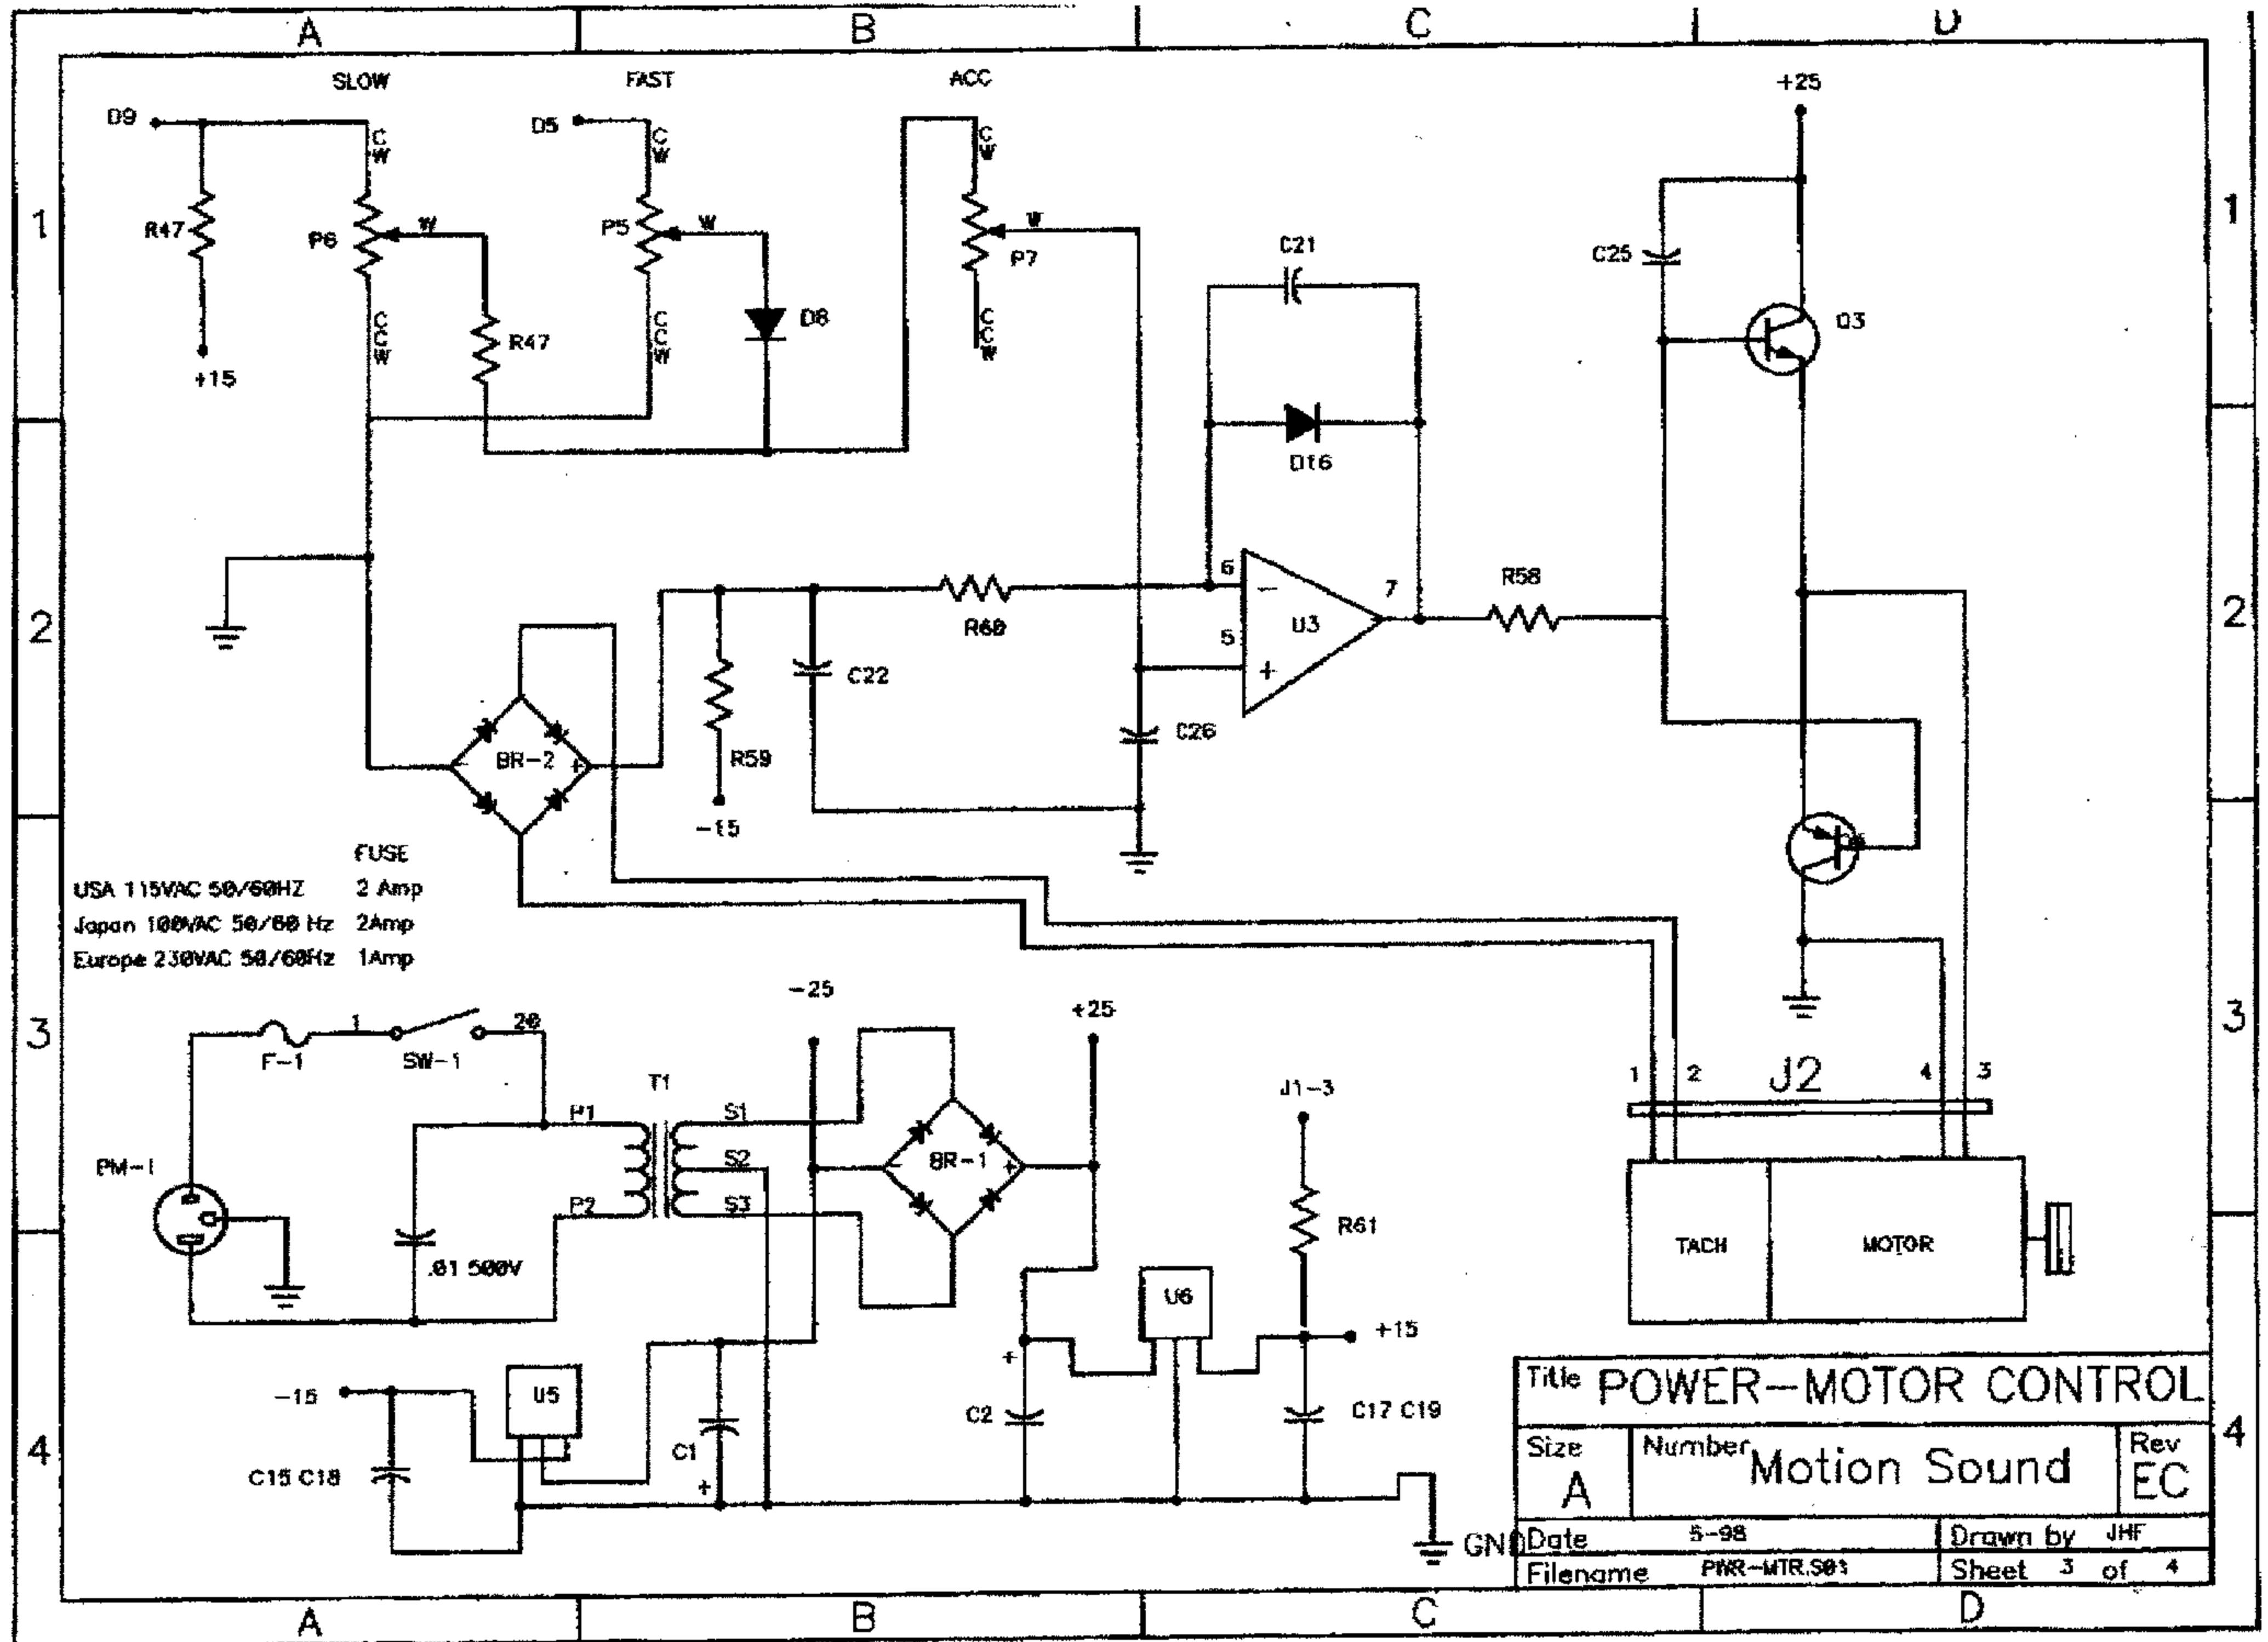 A B C D
SLOW FAST ACC +25
D9 D5
CW CW CW
1 R47 P6 W P5 W W P7 C21 C25 1
+15 CCW R47 CCW D8 CCW Q3
D16
2 6 - 7 R58 2
R60 5 U3
C22 +
BR-2 - + R59 C26
-15
FUSE
USA 115VAC 50/60HZ 2 Amp
Japan 100VAC 50/60 Hz 2Amp
Europe 230VAC 50/60Hz 1Amp
-25 +25
3 F-1 1 SW-1 20 3
T1 J1-3 1 2 J2 4 3
P1 S1
PM-1 S2 - BR-1 +
P2 S3 R61
.01 500V U6 TACH MOTOR
+ +15
-15 U5 C2 C17 C19
4 C15 C18 C1 + 4
GND
Title POWER-MOTOR CONTROL
Size A Number Motion Sound Rev EC
Date 5-98 Drawn by JHF
Filename PWR-MTR.S01 Sheet 3 of 4
A B C D